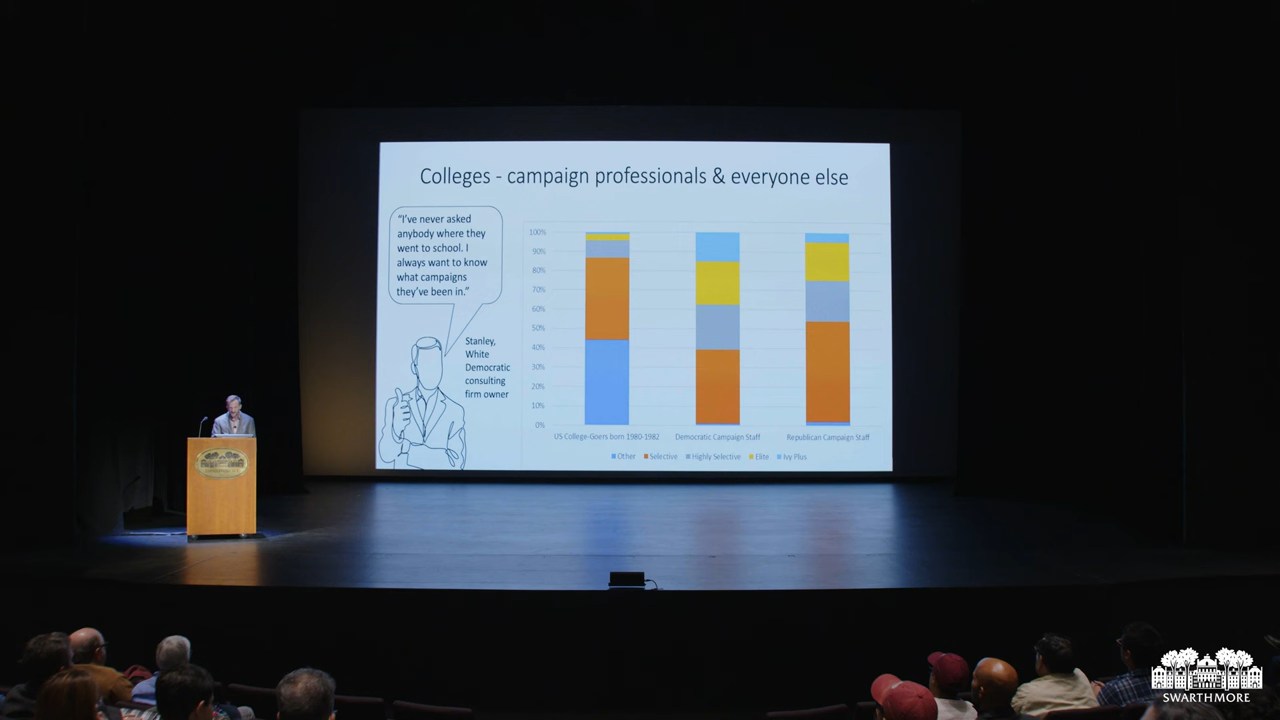 Colleges - campaign professionals & everyone else
“I’ve never asked
anybody where they
went to school. I
always want to know
what campaigns
they’ve been in.”
Stanley,
White
Democratic
consulting
firm owner
100%
90%
80%
70%
60%
50%
40%
30%
20%
10%
0%
US College-Goers born 1980-1982
Democratic Campaign Staff
Republican Campaign Staff
Other Selective Highly Selective Elite Ivy Plus
SWARTHMORE